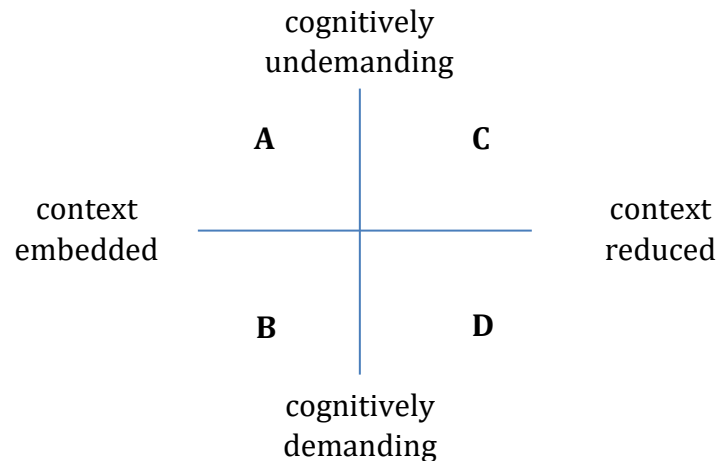 cognitively
undemanding
A
C
context
embedded
context
reduced
B
D
cognitively
demanding